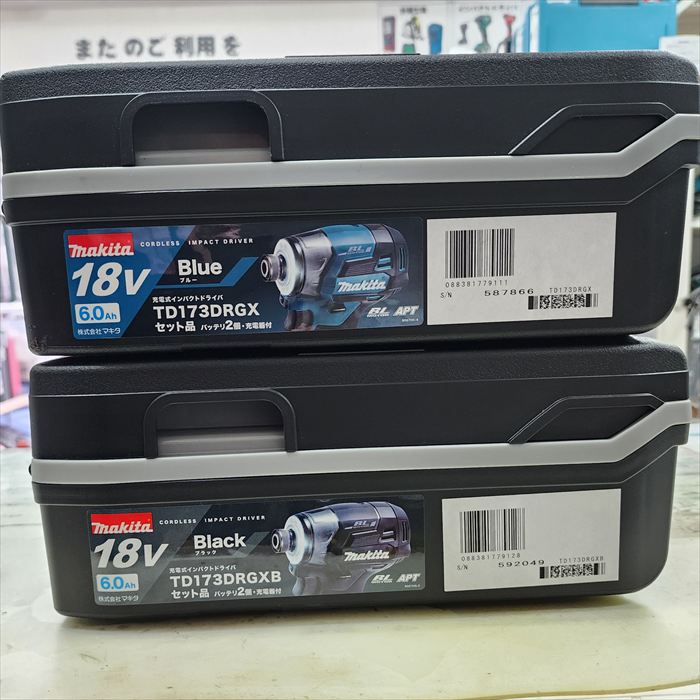 またのご利用を
makita
CORDLESS IMPACT DRIVER
18V
Blue
ブルー
6.0Ah
充電式インパクトドライバ
TD173DRGX
セット品 バッテリ2個・充電器付
株式会社マキタ
makita
BL
MOTOR
APT
088381779111
S/N 587866
TD173DRGX
makita
CORDLESS IMPACT DRIVER
18V
Black
ブラック
6.0Ah
充電式インパクトドライバ
TD173DRGXB
セット品 バッテリ2個・充電器付
株式会社マキタ
makita
BL
MOTOR
APT
088381779128
S/N 592049
TD173DRGXB